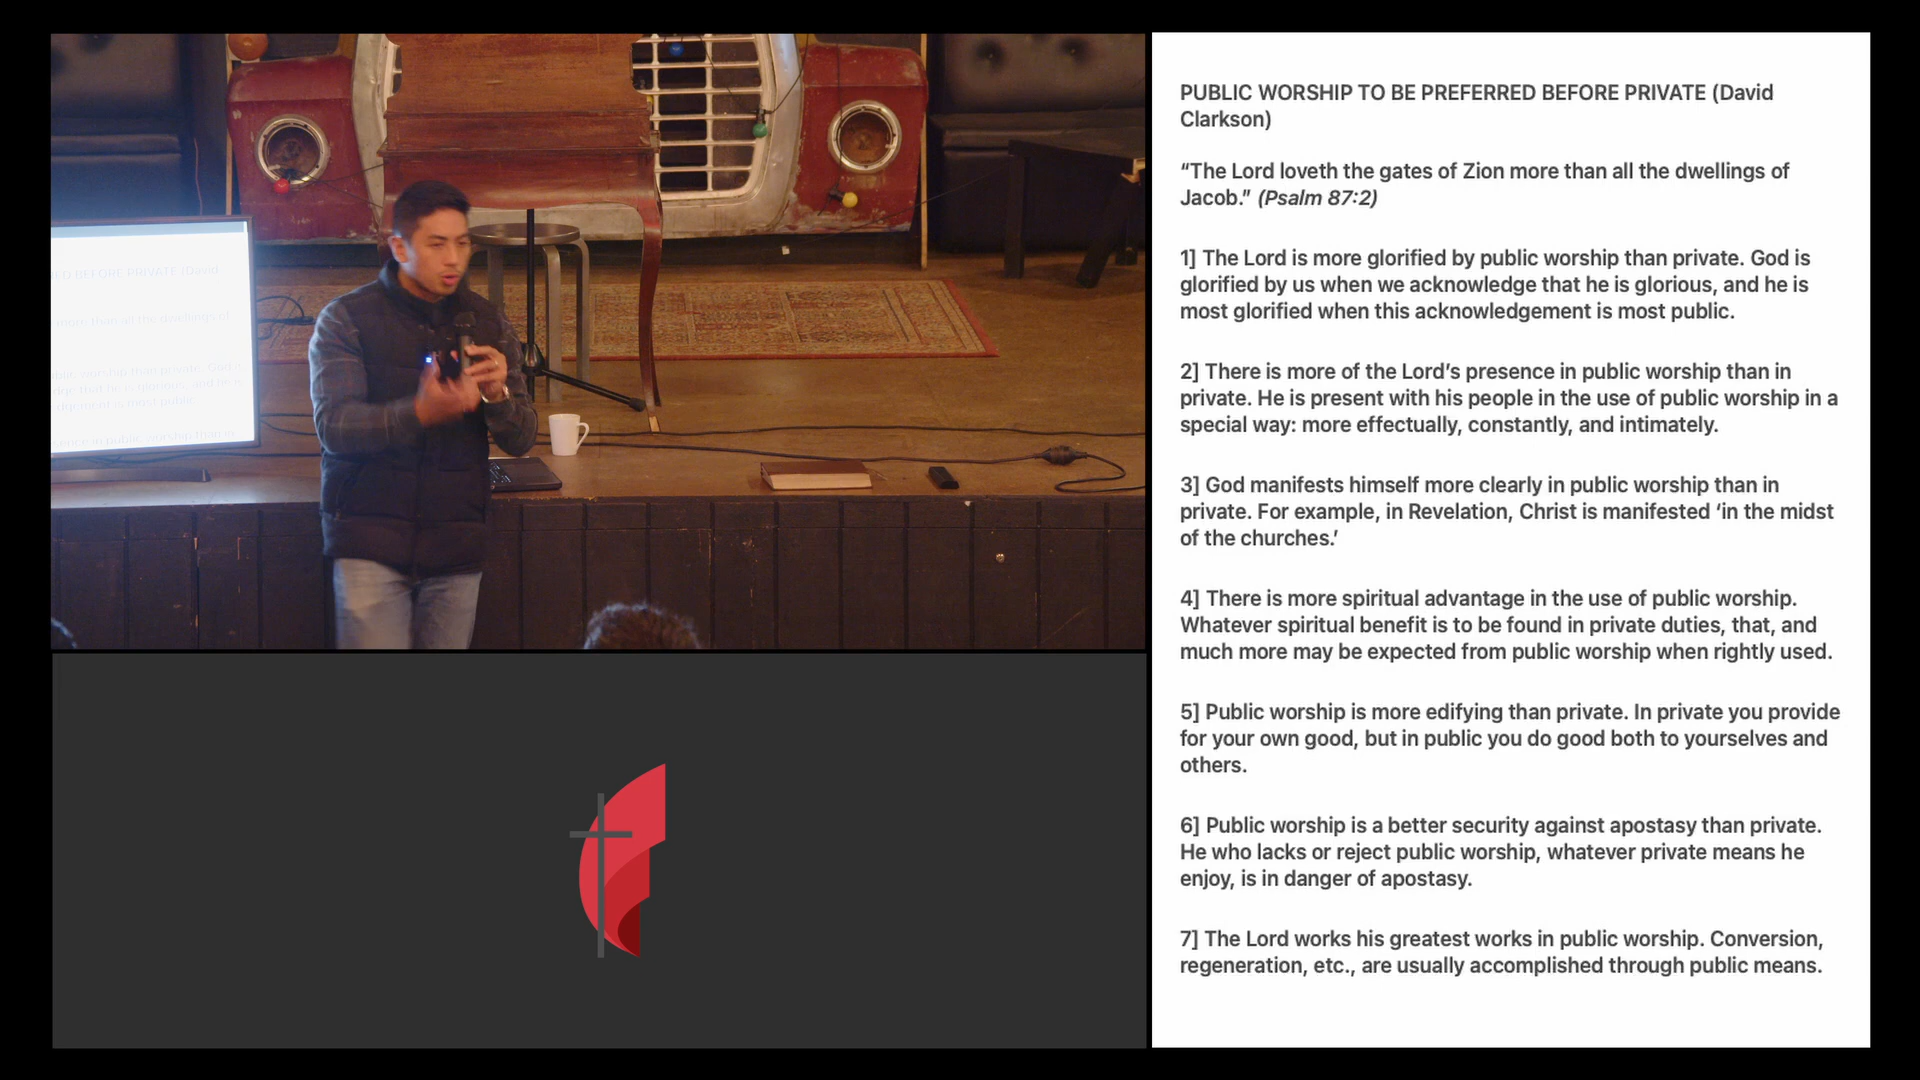 PUBLIC WORSHIP TO BE PREFERRED BEFORE PRIVATE (David
Clarkson)
“The Lord loveth the gates of Zion more than all the dwellings of
Jacob.” (Psalm 87:2)
1] The Lord is more glorified by public worship than private. God is
glorified by us when we acknowledge that he is glorious, and he is
most glorified when this acknowledgement is most public.
2] There is more of the Lord’s presence in public worship than in
private. He is present with his people in the use of public worship in a
special way: more effectually, constantly, and intimately.
3] God manifests himself more clearly in public worship than in
private. For example, in Revelation, Christ is manifested ‘in the midst
of the churches.’
4] There is more spiritual advantage in the use of public worship.
Whatever spiritual benefit is to be found in private duties, that, and
much more may be expected from public worship when rightly used.
5] Public worship is more edifying than private. In private you provide
for your own good, but in public you do good both to yourselves and
others.
6] Public worship is a better security against apostasy than private.
He who lacks or reject public worship, whatever private means he
enjoy, is in danger of apostasy.
7] The Lord works his greatest works in public worship. Conversion,
regeneration, etc., are usually accomplished through public means.
BEFORE PRIVATE (David
more than all the dwellings of